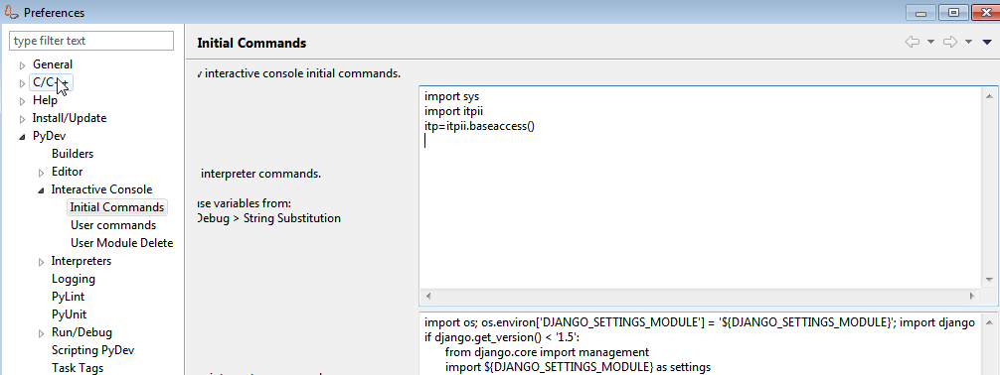 Preferences
type filter text
General
C/C++
Help
Install/Update
PyDev
Builders
Editor
Interactive Console
Initial Commands
User commands
User Module Delete
Interpreters
Logging
PyLint
PyUnit
Run/Debug
Scripting PyDev
Task Tags
Initial Commands
interactive console initial commands.
import sys
import itpii
itp=itpii.baseaccess()
interpreter commands.
use variables from:
Debug > String Substitution
import os; os.environ['DJANGO_SETTINGS_MODULE'] = '${DJANGO_SETTINGS_MODULE}'; import django
if django.get_version() < '1.5':
from django.core import management
import ${DJANGO_SETTINGS_MODULE} as settings